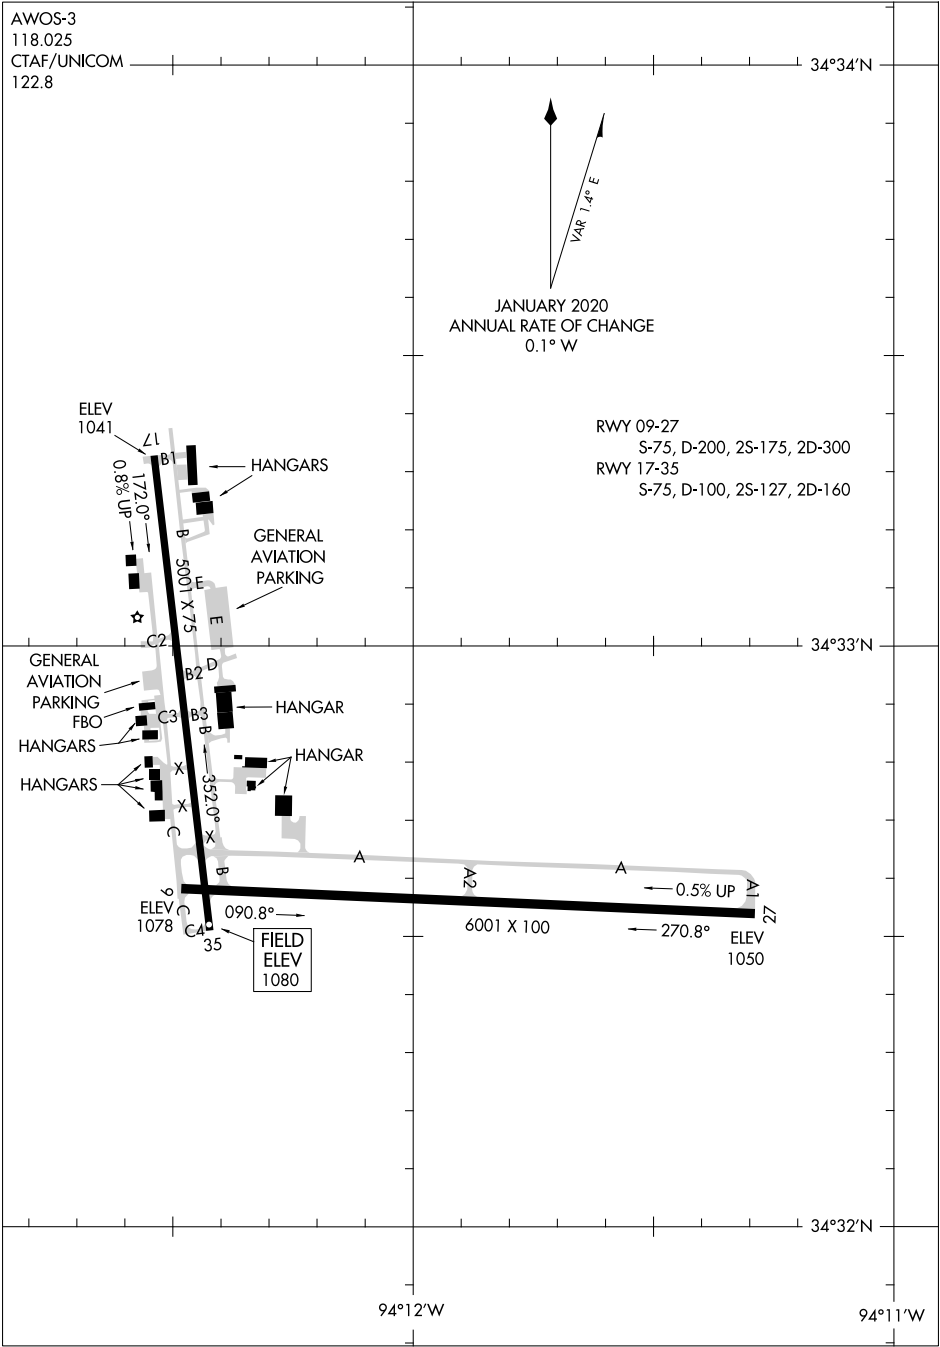 AWOS-3
118.025
CTAF/UNICOM
122.8
34°34'N
VAR 1.4° E
JANUARY 2020
ANNUAL RATE OF CHANGE
0.1° W
RWY 09-27
S-75, D-200, 2S-175, 2D-300
RWY 17-35
S-75, D-100, 2S-127, 2D-160
ELEV
1041
17
B1
HANGARS
172.0°
0.8% UP
B
GENERAL
AVIATION
PARKING
5001 X 75
E
E
C2
34°33'N
GENERAL
AVIATION
PARKING
D
B2
FBO
C3
B3
HANGAR
B
HANGARS
HANGAR
X
HANGARS
352.0°
X
C
X
A
A
B
A2
A1
0.5% UP
9
ELEV
1078
C
090.8°
27
C4
35
6001 X 100
270.8°
FIELD
ELEV
1080
ELEV
1050
34°32'N
94°12'W
94°11'W